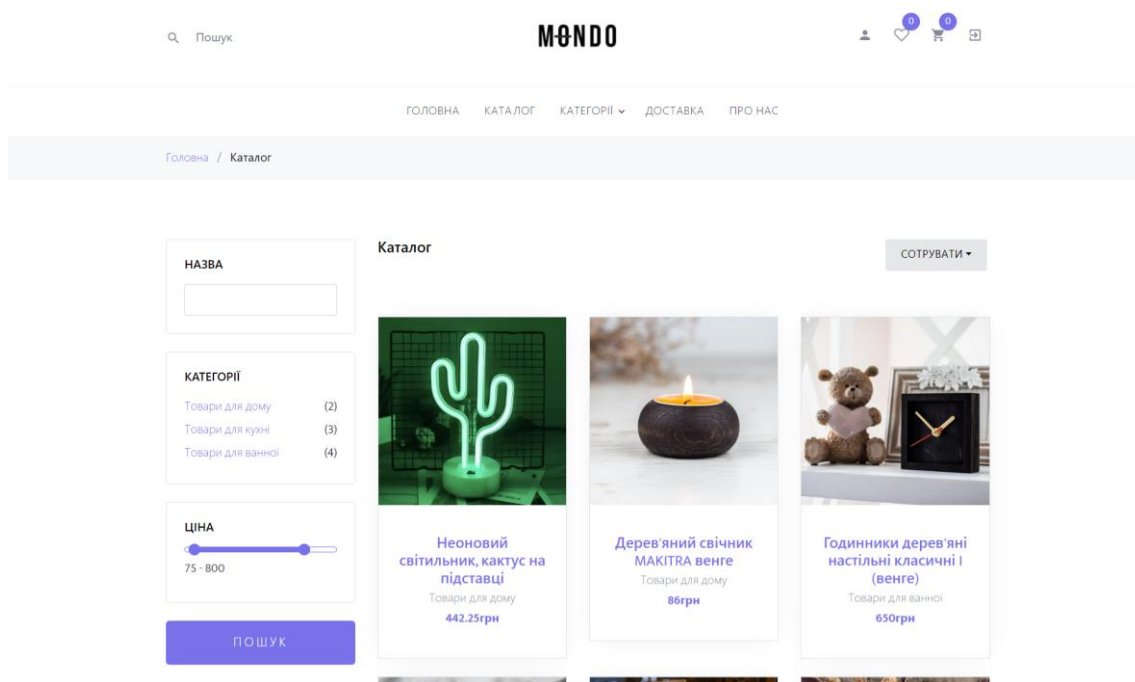 Пошук
MONDO
0
0
ГОЛОВНА КАТАЛОГ КАТЕГОРІЇ ДОСТАВКА ПРО НАС
Головна / Каталог
НАЗВА
КАТЕГОРІЇ
Товари для дому (2)
Товари для кухні (3)
Товари для ванної (4)
ЦІНА
75 - 800
ПОШУК
Каталог
СОТРУВАТИ
Неоновий
світильник, кактус на
підставці
Товари для дому
442.25грн
Дерев'яний свічник
MAKITRA венге
Товари для дому
86грн
Годинники дерев'яні
настільні класичні I
(венге)
Товари для ванної
650грн